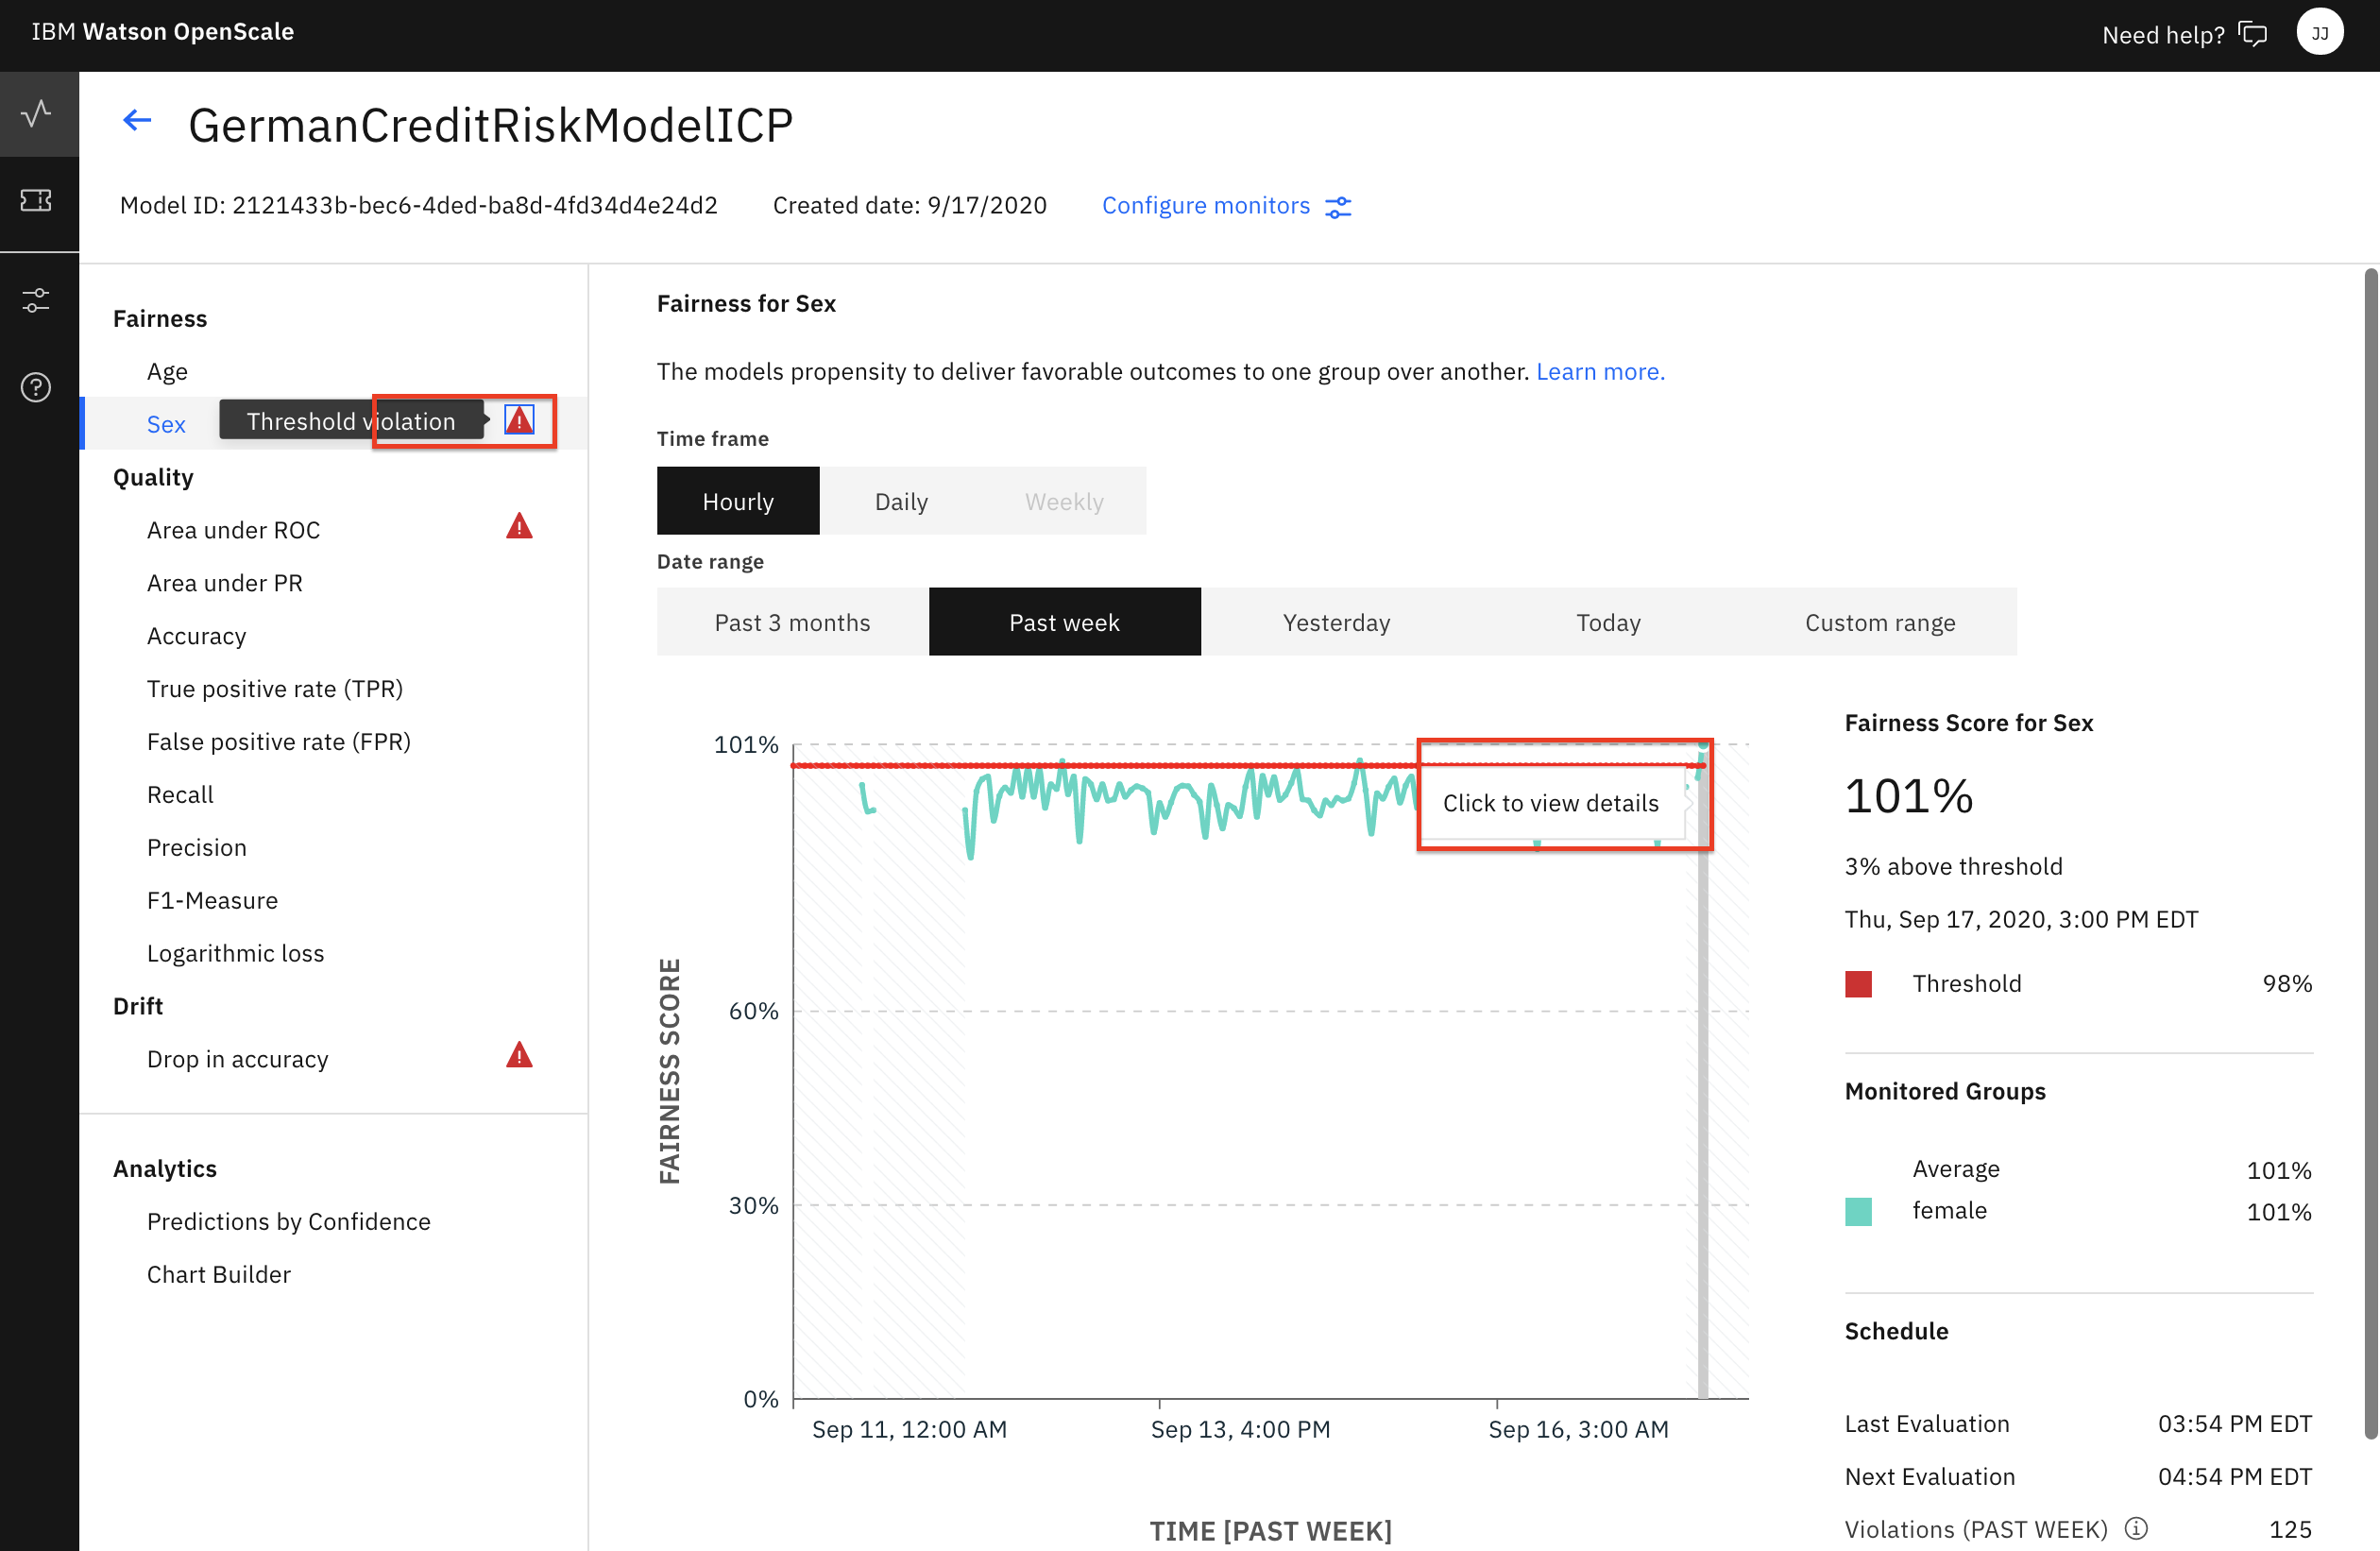 IBM Watson OpenScale
Need help?
JJ
GermanCreditRiskModelICP
Model ID: 2121433b-bec6-4ded-ba8d-4fd34d4e24d2
Created date: 9/17/2020
Configure monitors
Fairness
Age
Sex
Threshold violation
Quality
Area under ROC
Area under PR
Accuracy
True positive rate (TPR)
False positive rate (FPR)
Recall
Precision
F1-Measure
Logarithmic loss
Drift
Drop in accuracy
Analytics
Predictions by Confidence
Chart Builder
Fairness for Sex
The models propensity to deliver favorable outcomes to one group over another. Learn more.
Time frame
Hourly
Daily
Weekly
Date range
Past 3 months
Past week
Yesterday
Today
Custom range
FAIRNESS SCORE
101%
60%
30%
0%
Click to view details
Sep 11, 12:00 AM
Sep 13, 4:00 PM
Sep 16, 3:00 AM
TIME [PAST WEEK]
Fairness Score for Sex
101%
3% above threshold
Thu, Sep 17, 2020, 3:00 PM EDT
Threshold 98%
Monitored Groups
Average 101%
female 101%
Schedule
Last Evaluation 03:54 PM EDT
Next Evaluation 04:54 PM EDT
Violations (PAST WEEK) 125